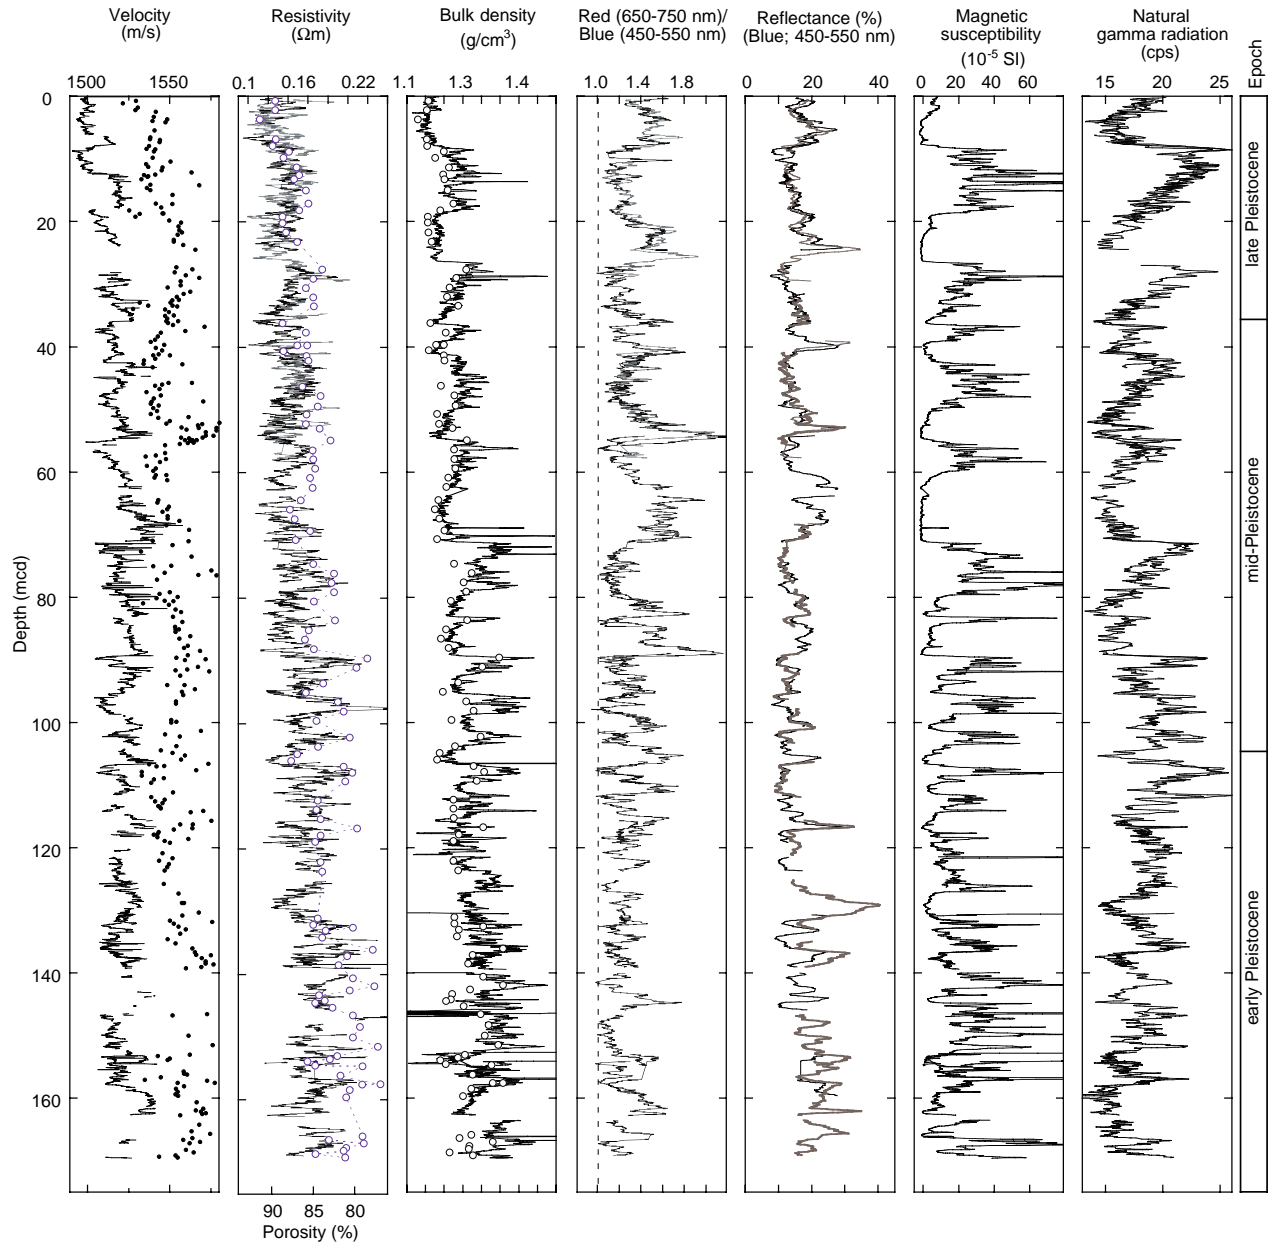 Velocity
(m/s)
Resistivity
(Ωm)
Bulk density
(g/cm³)
Red (650-750 nm)/
Blue (450-550 nm)
Reflectance (%)
(Blue; 450-550 nm)
Magnetic
susceptibility
(10⁻⁵ SI)
Natural
gamma radiation
(cps)
Epoch
1500 1550
0.1 0.16 0.22
1.1 1.3 1.4
1.0 1.4 1.8
0 20 40
0 20 40 60
15 20 25
0
20
40
60
80
100
120
140
160
Depth (mcd)
late Pleistocene
mid-Pleistocene
early Pleistocene
90 85 80
Porosity (%)